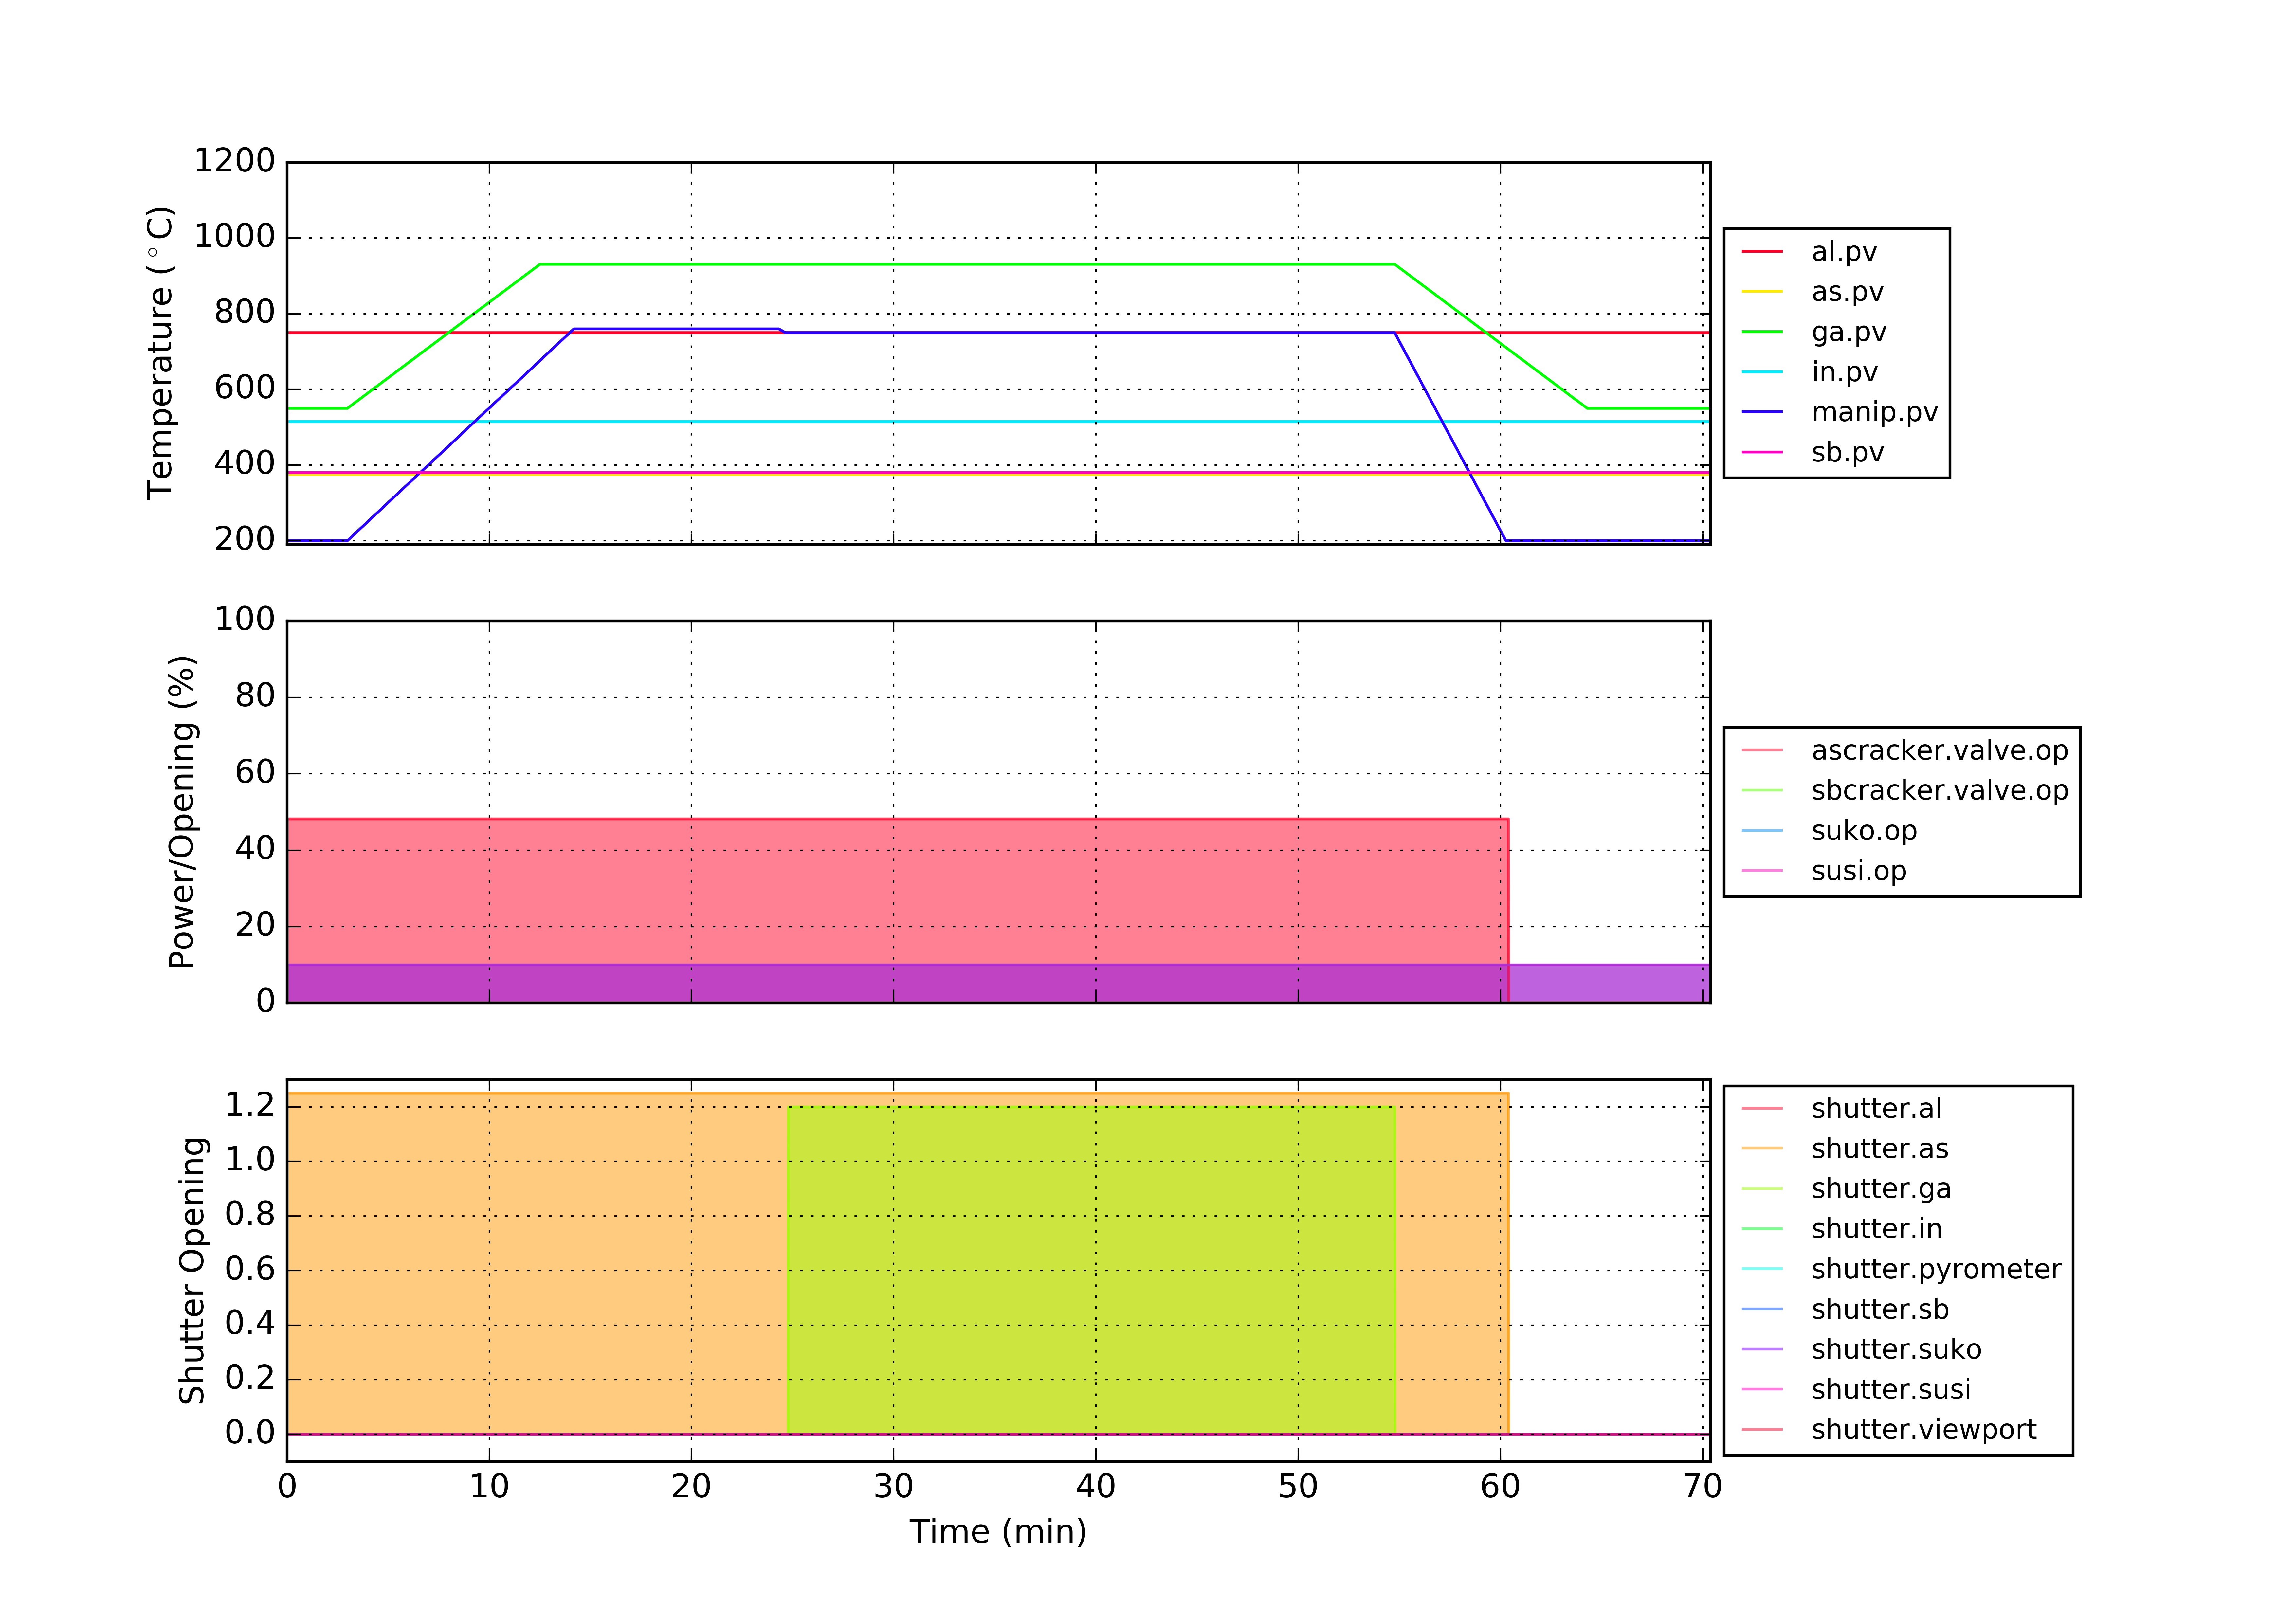 1200
1000
800
600
400
200
Temperature (°C)
al.pv
as.pv
ga.pv
in.pv
manip.pv
sb.pv
100
80
60
40
20
0
Power/Opening (%)
ascracker.valve.op
sbcracker.valve.op
suko.op
susi.op
1.2
1.0
0.8
0.6
0.4
0.2
0.0
Shutter Opening
shutter.al
shutter.as
shutter.ga
shutter.in
shutter.pyrometer
shutter.sb
shutter.suko
shutter.susi
shutter.viewport
0 10 20 30 40 50 60 70
Time (min)